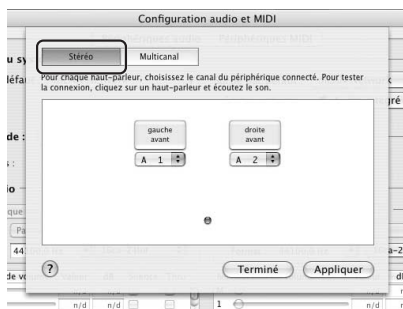 Configuration audio et MIDI
Stéréo
Multicanal
Pour chaque haut-parleur, choisissez le canal du périphérique connecté. Pour tester
la connexion, cliquez sur un haut-parleur et écoutez le son.
gauche
avant
droite
avant
A 1
A 2
?
Terminé
Appliquer
n/d n/d
1
n/d